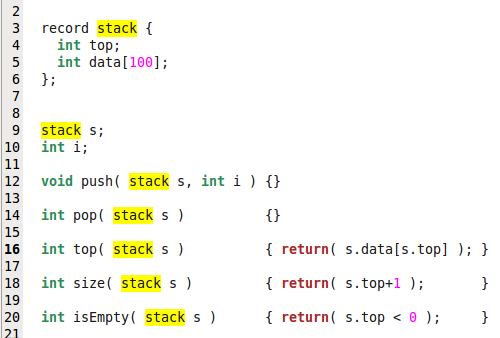 2
3 record stack {
4   int top;
5   int data[100];
6 };
7
8
9 stack s;
10 int i;
11
12 void push( stack s, int i ) {}
13
14 int pop( stack s )          {}
15
16 int top( stack s )          { return( s.data[s.top] ); }
17
18 int size( stack s )         { return( s.top+1 );       }
19
20 int isEmpty( stack s )      { return( s.top < 0 );     }
21